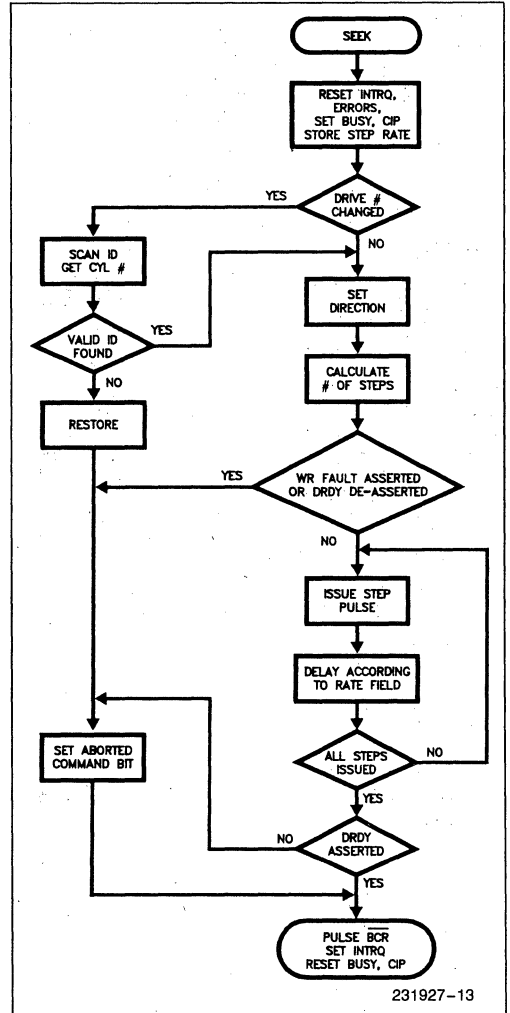 SEEK
RESET INTRQ,
ERRORS,
SET BUSY, CIP
STORE STEP RATE
YES
DRIVE #
CHANGED
NO
SCAN ID
GET CYL #
SET
DIRECTION
VALID ID
FOUND
YES
NO
CALCULATE
# OF STEPS
RESTORE
YES
WR FAULT ASSERTED
OR DRDY DE-ASSERTED
NO
ISSUE STEP
PULSE
DELAY ACCORDING
TO RATE FIELD
SET ABORTED
COMMAND BIT
ALL STEPS
ISSUED
NO
YES
NO
DRDY
ASSERTED
YES
PULSE BCR
SET INTRQ
RESET BUSY, CIP
231927-13